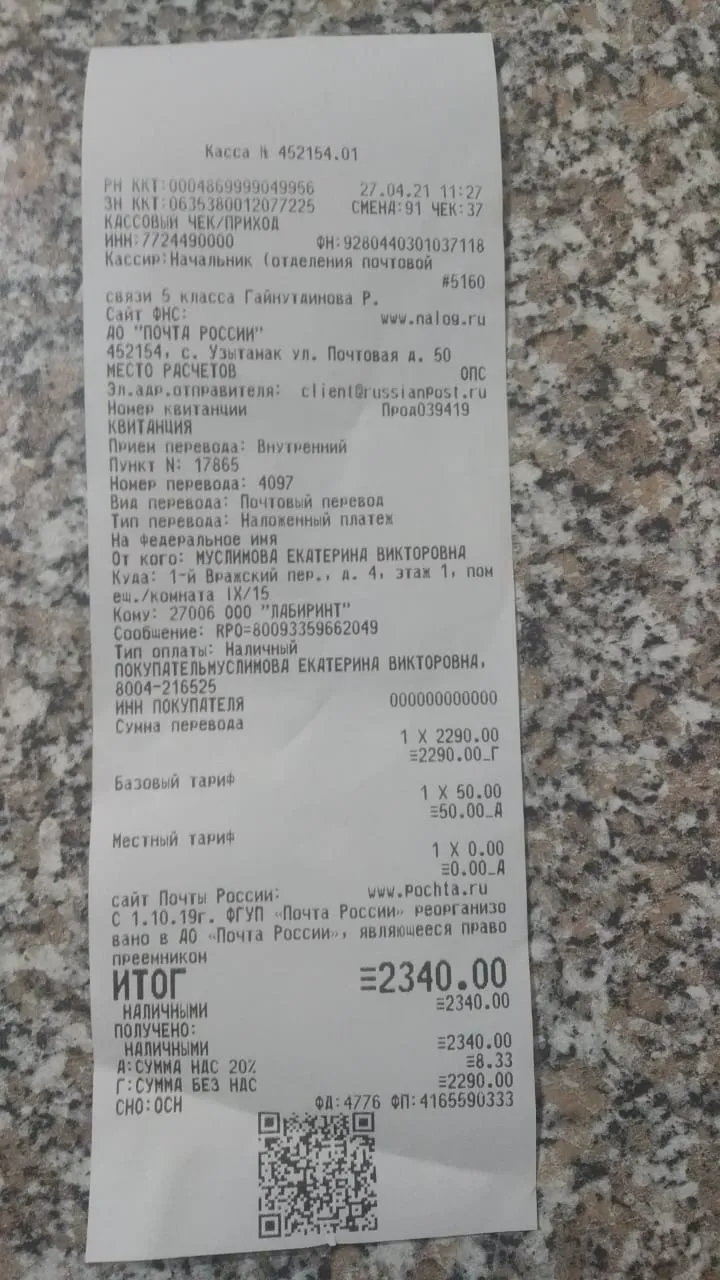 Касса № 452154.01
РН ККТ:0004869999049956 27.04.21 11:27
ЗН ККТ:0635380012077225 СМЕНА:91 ЧЕК:37
КАССОВЫЙ ЧЕК/ПРИХОД
ИНН:7724490000 ФН:9280440301037118
Кассир:Начальник (отделения почтовой
#5160
связи 5 класса Гайнутдинова Р.
Сайт ФНС: www.nalog.ru
АО "ПОЧТА РОССИИ"
452154, с. Узытамак ул. Почтовая д. 50
МЕСТО РАСЧЕТОВ ОПС
Эл.адр.отправителя: client@russianpost.ru
Номер квитанции Прод039419
КВИТАНЦИЯ
Прием перевода: Внутренний
Пункт N: 17865
Номер перевода: 4097
Вид перевода: Почтовый перевод
Тип перевода: Наложенный платеж
На Федеральное имя
От кого: МУСЛИМОВА ЕКАТЕРИНА ВИКТОРОВНА
Куда: 1-й Вражский пер., д. 4, этаж 1, пом
ещ./комната IX/15
Кому: 27006 ООО "ЛАБИРИНТ"
Сообщение: RPO=80093359662049
Тип оплаты: Наличный
ПОКУПАТЕЛЬМУСЛИМОВА ЕКАТЕРИНА ВИКТОРОВНА,
8004-216525
ИНН ПОКУПАТЕЛЯ 000000000000
Сумма перевода
1 X 2290.00
≡2290.00_Г
Базовый тариф
1 X 50.00
≡50.00_А
Местный тариф
1 X 0.00
≡0.00_А
сайт Почты России: www.pochta.ru
С 1.10.19г. ФГУП «Почта России» реорганизо
вано в АО «Почта России», являющееся право
преемником
ИТОГ ≡2340.00
НАЛИЧНЫМИ ≡2340.00
ПОЛУЧЕНО:
НАЛИЧНЫМИ ≡2340.00
А:СУММА НДС 20% ≡8.33
Г:СУММА БЕЗ НДС ≡2290.00
СНО:ОСН ФД:4776 ФП:4165590333